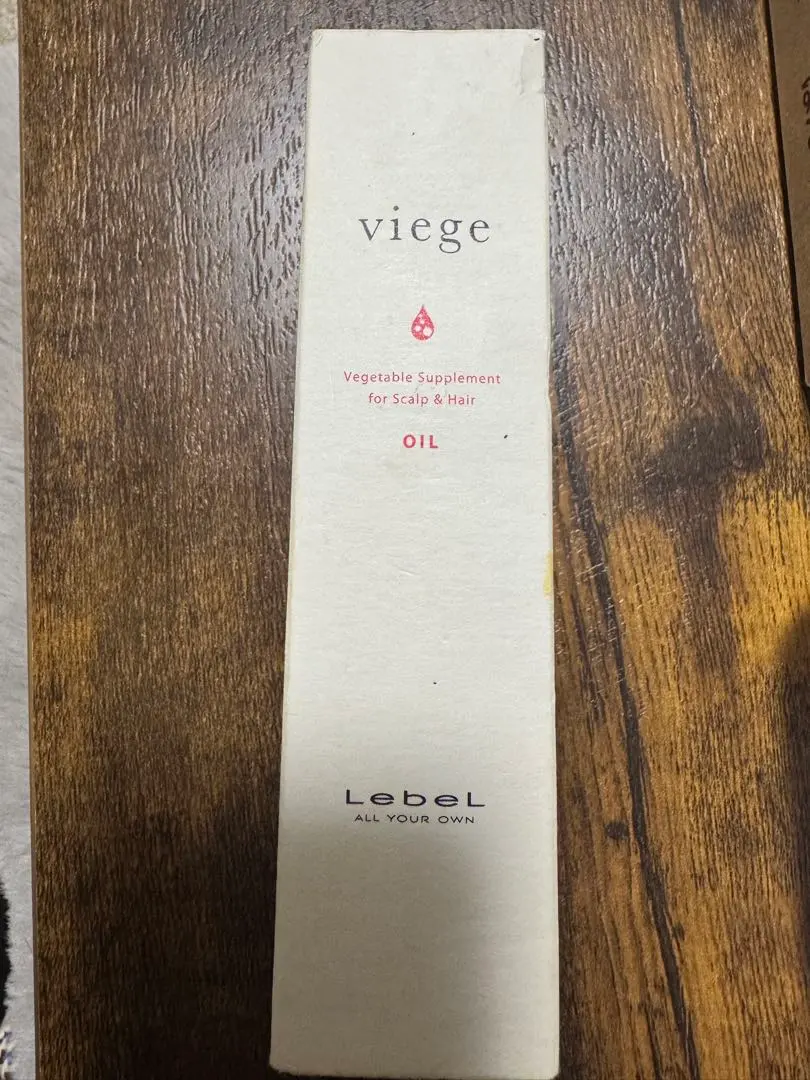 viege
Vegetable Supplement
for Scalp & Hair
OIL
LebeL
ALL YOUR OWN